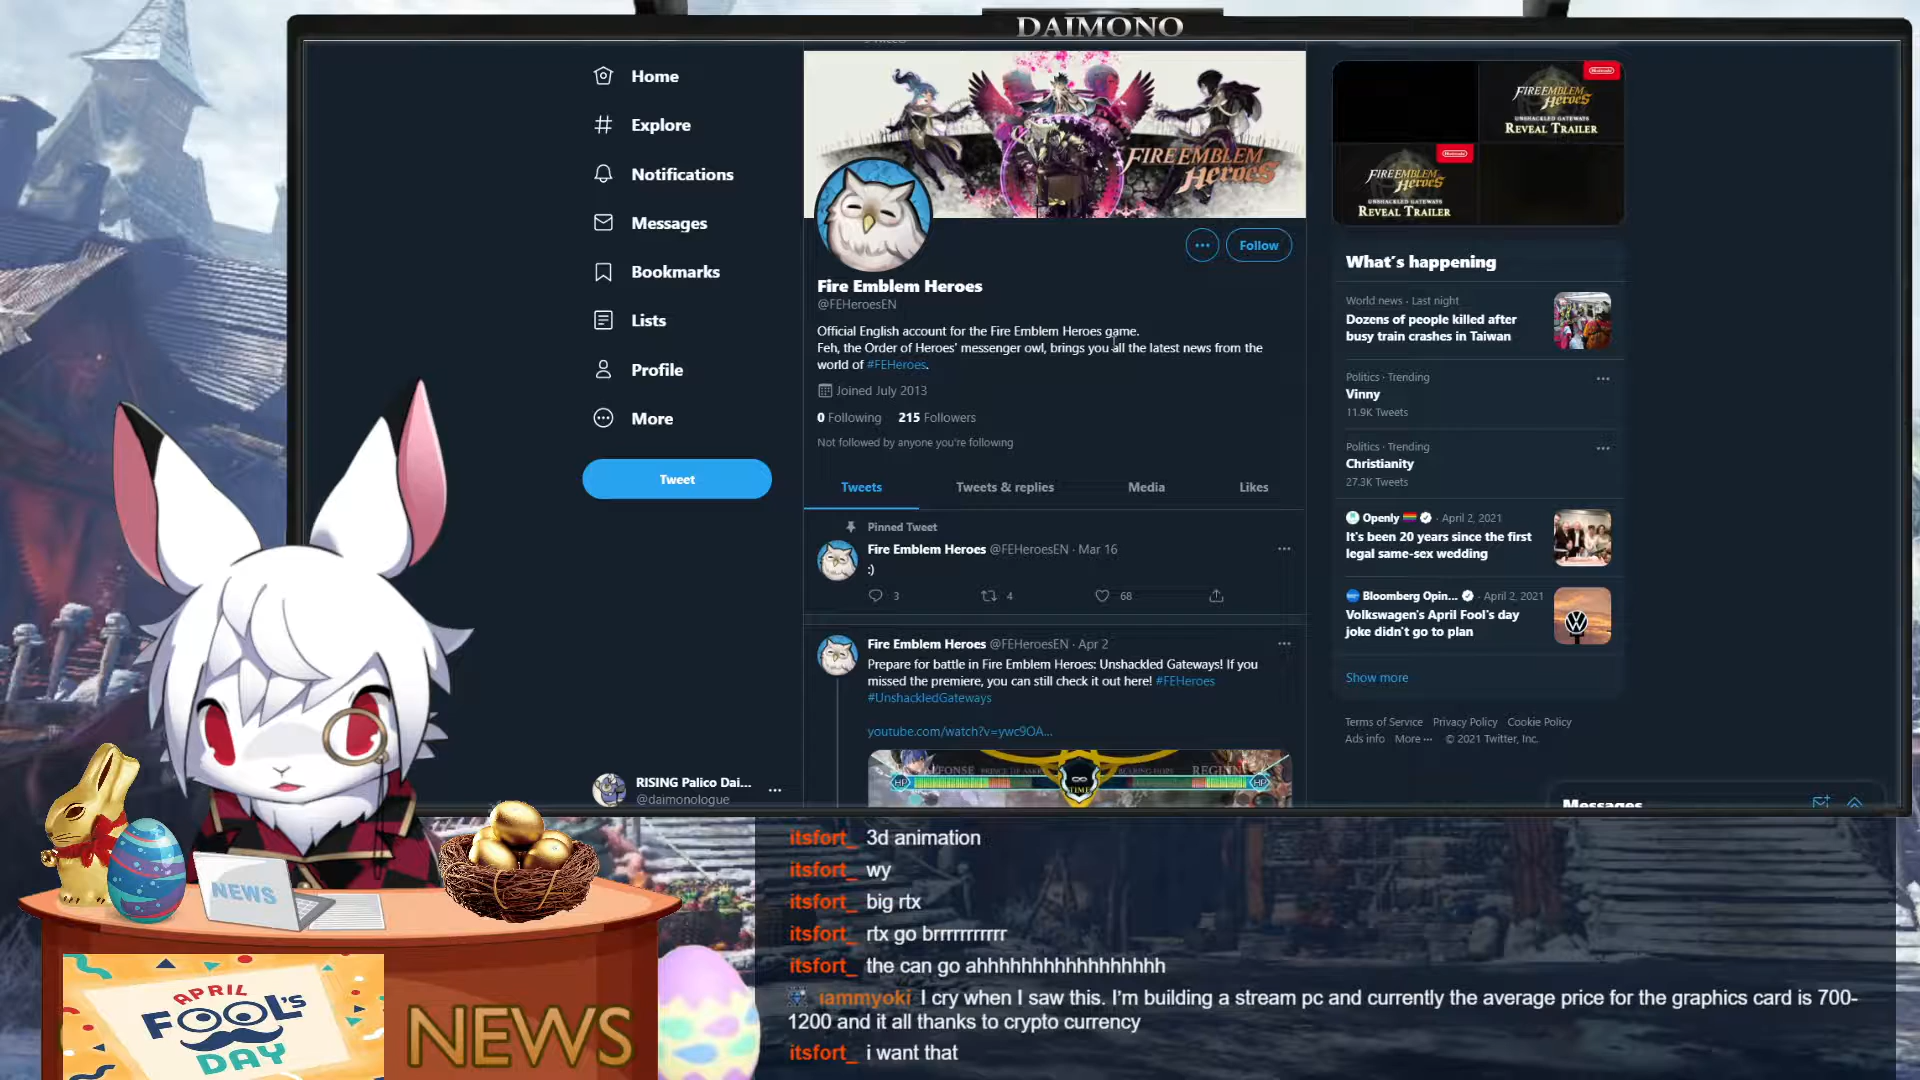 DAIMONO
Home
Explore
Notifications
Messages
Bookmarks
Lists
Profile
More
Tweet
RISING Palico Dai...
@daimonologue
FIRE EMBLEM
Heroes
Follow
Fire Emblem Heroes
@FEHeroesEN
Official English account for the Fire Emblem Heroes game.
Feh, the Order of Heroes' messenger owl, brings you all the latest news from the
world of #FEHeroes.
Joined July 2013
0 Following 215 Followers
Not followed by anyone you're following
Tweets Tweets & replies Media Likes
Pinned Tweet
Fire Emblem Heroes @FEHeroesEN · Mar 16
:)
3 4 68
Fire Emblem Heroes @FEHeroesEN · Apr 2
Prepare for battle in Fire Emblem Heroes: Unshackled Gateways! If you
missed the premiere, you can still check it out here! #FEHeroes
#UnshackledGateways
youtube.com/watch?v=ywc9OA...
HP
TIME
HP
Nintendo
FIRE EMBLEM
Heroes
UNSHACKLED GATEWAYS
REVEAL TRAILER
Nintendo
FIRE EMBLEM
Heroes
UNSHACKLED GATEWAYS
REVEAL TRAILER
What's happening
World news · Last night
Dozens of people killed after
busy train crashes in Taiwan
Politics · Trending
Vinny
11.9K Tweets
Politics · Trending
Christianity
27.3K Tweets
Openly · April 2, 2021
It's been 20 years since the first
legal same-sex wedding
Bloomberg Opin... · April 2, 2021
Volkswagen's April Fool's day
joke didn't go to plan
Show more
Terms of Service Privacy Policy Cookie Policy
Ads info More ··· © 2021 Twitter, Inc.
Messages
itsfort_ 3d animation
itsfort_ wy
itsfort_ big rtx
itsfort_ rtx go brrrrrrrrrr
itsfort_ the can go ahhhhhhhhhhhhhhhhh
iammyoki I cry when I saw this. I'm building a stream pc and currently the average price for the graphics card is 700-
1200 and it all thanks to crypto currency
itsfort_ i want that
NEWS
APRIL
FOOL'S
DAY
NEWS